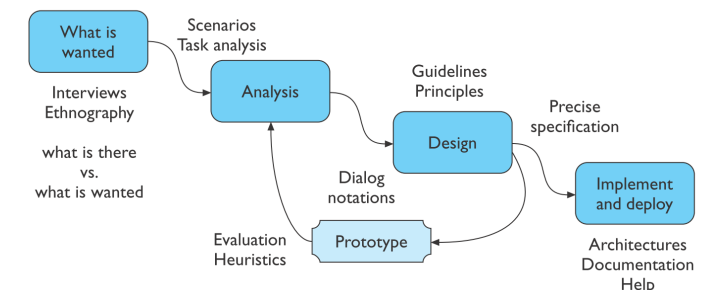 What is
wanted
Scenarios
Task analysis
Interviews
Ethnography
what is there
vs.
what is wanted
Analysis
Guidelines
Principles
Design
Dialog
notations
Precise
specification
Implement
and deploy
Evaluation
Heuristics
Prototype
Architectures
Documentation
Help